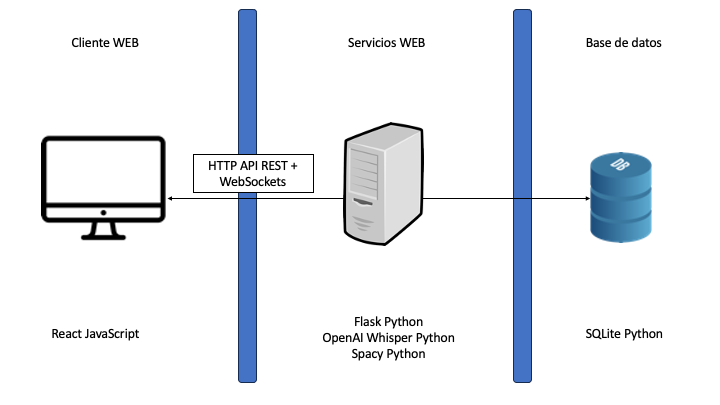 Cliente WEB
Servicios WEB
Base de datos
HTTP API REST +
WebSockets
DB
React JavaScript
Flask Python
OpenAI Whisper Python
Spacy Python
SQLite Python